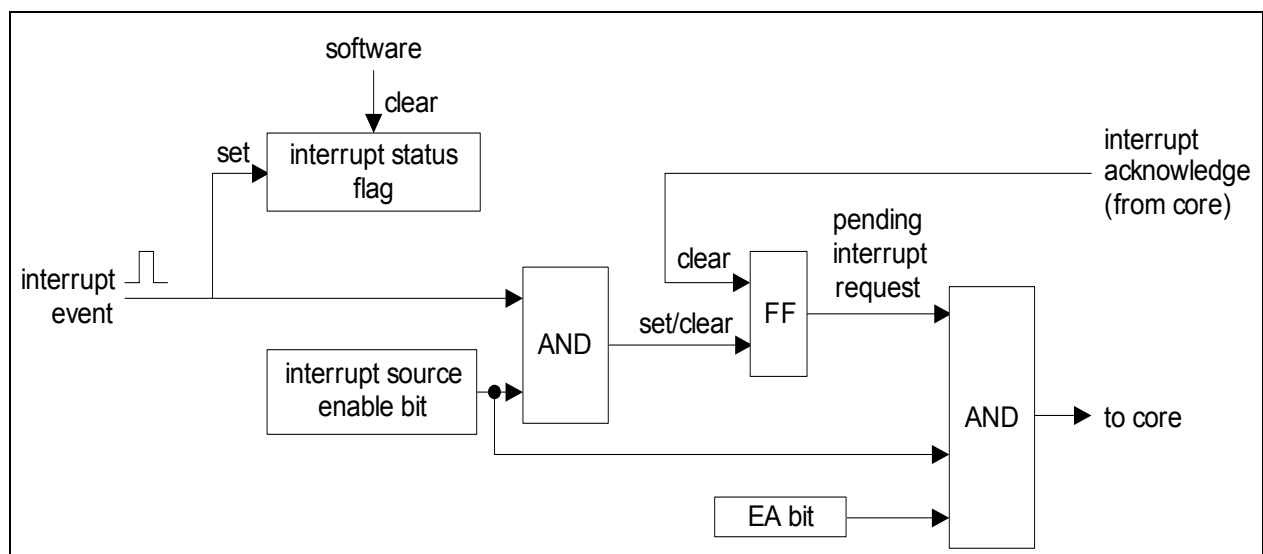 software
clear
set
interrupt status
flag
interrupt
acknowledge
(from core)
pending
interrupt
request
clear
interrupt
event
FF
set/clear
AND
interrupt source
enable bit
AND
to core
EA bit